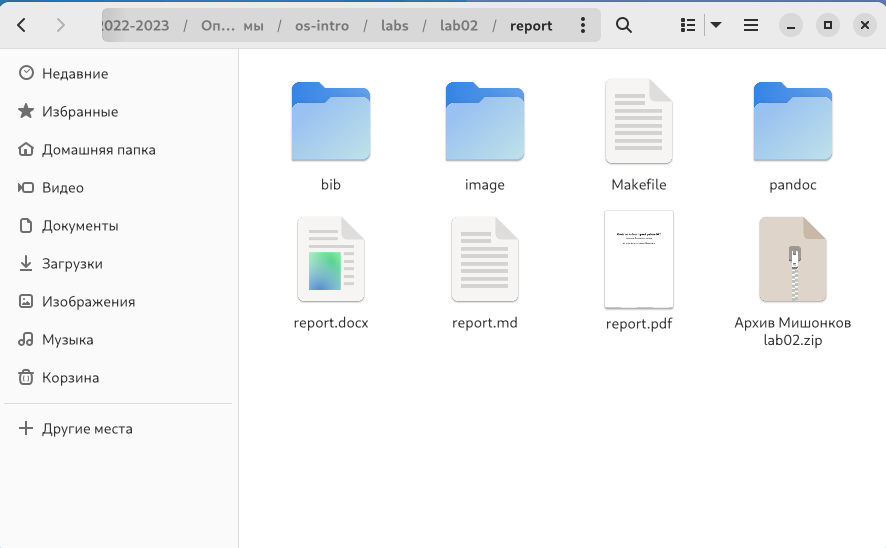 2022-2023 / Оп… мы / os-intro / labs / lab02 / report
Недавние
Избранные
Домашняя папка
Видео
Документы
Загрузки
Изображения
Музыка
Корзина
Другие места
bib
image
Makefile
pandoc
report.docx
report.md
report.pdf
Архив Мишонков
lab02.zip